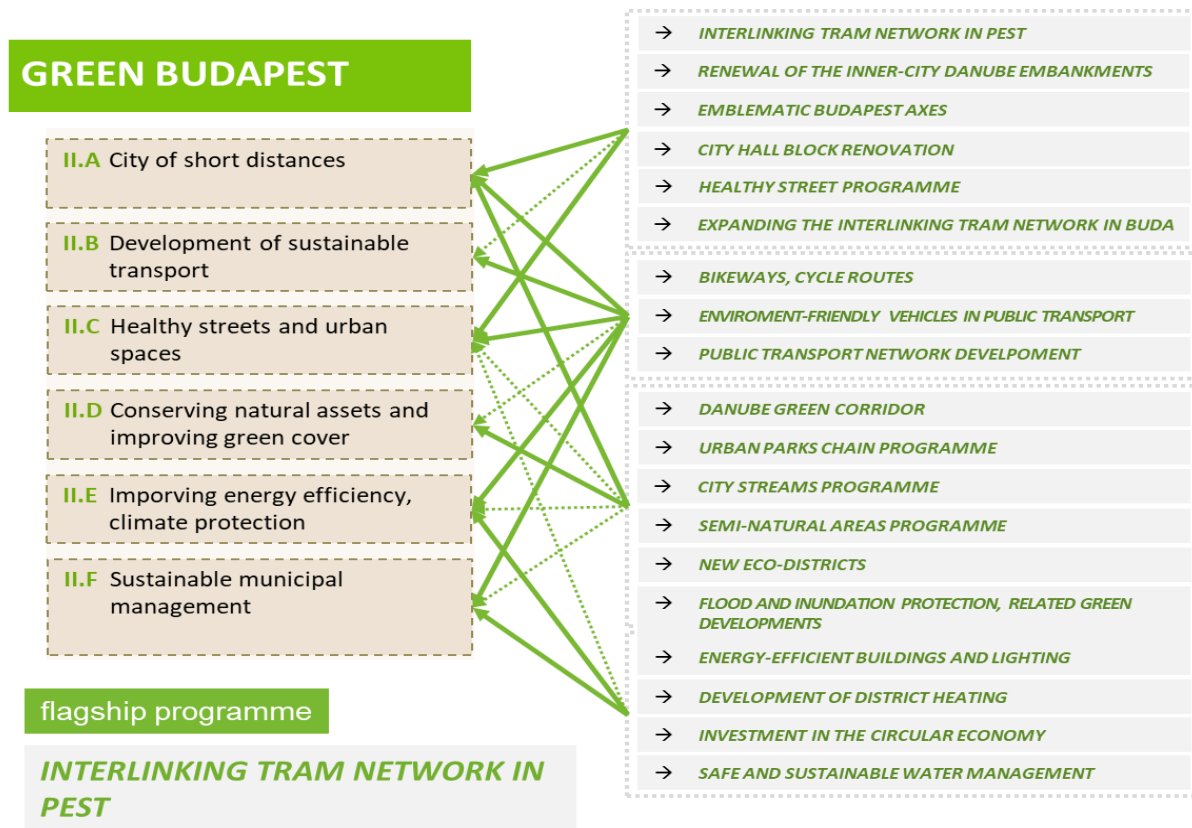 GREEN BUDAPEST
II.A City of short distances
II.B Development of sustainable
transport
II.C Healthy streets and urban
spaces
II.D Conserving natural assets and
improving green cover
II.E Imporving energy efficiency,
climate protection
II.F Sustainable municipal
management
flagship programme
INTERLINKING TRAM NETWORK IN
PEST
→ INTERLINKING TRAM NETWORK IN PEST
→ RENEWAL OF THE INNER-CITY DANUBE EMBANKMENTS
→ EMBLEMATIC BUDAPEST AXES
→ CITY HALL BLOCK RENOVATION
→ HEALTHY STREET PROGRAMME
→ EXPANDING THE INTERLINKING TRAM NETWORK IN BUDA
→ BIKEWAYS, CYCLE ROUTES
→ ENVIROMENT-FRIENDLY VEHICLES IN PUBLIC TRANSPORT
→ PUBLIC TRANSPORT NETWORK DEVELPOMENT
→ DANUBE GREEN CORRIDOR
→ URBAN PARKS CHAIN PROGRAMME
→ CITY STREAMS PROGRAMME
→ SEMI-NATURAL AREAS PROGRAMME
→ NEW ECO-DISTRICTS
→ FLOOD AND INUNDATION PROTECTION, RELATED GREEN
DEVELOPMENTS
→ ENERGY-EFFICIENT BUILDINGS AND LIGHTING
→ DEVELOPMENT OF DISTRICT HEATING
→ INVESTMENT IN THE CIRCULAR ECONOMY
→ SAFE AND SUSTAINABLE WATER MANAGEMENT